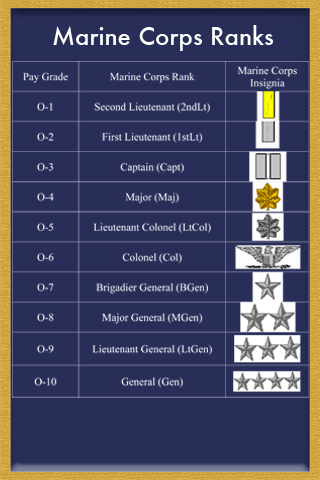 Marine Corps Ranks
Pay Grade Marine Corps Rank Marine Corps
Insignia
O-1 Second Lieutenant (2ndLt)
O-2 First Lieutenant (1stLt)
O-3 Captain (Capt)
O-4 Major (Maj)
O-5 Lieutenant Colonel (LtCol)
O-6 Colonel (Col)
O-7 Brigadier General (BGen)
O-8 Major General (MGen)
O-9 Lieutenant General (LtGen)
O-10 General (Gen)